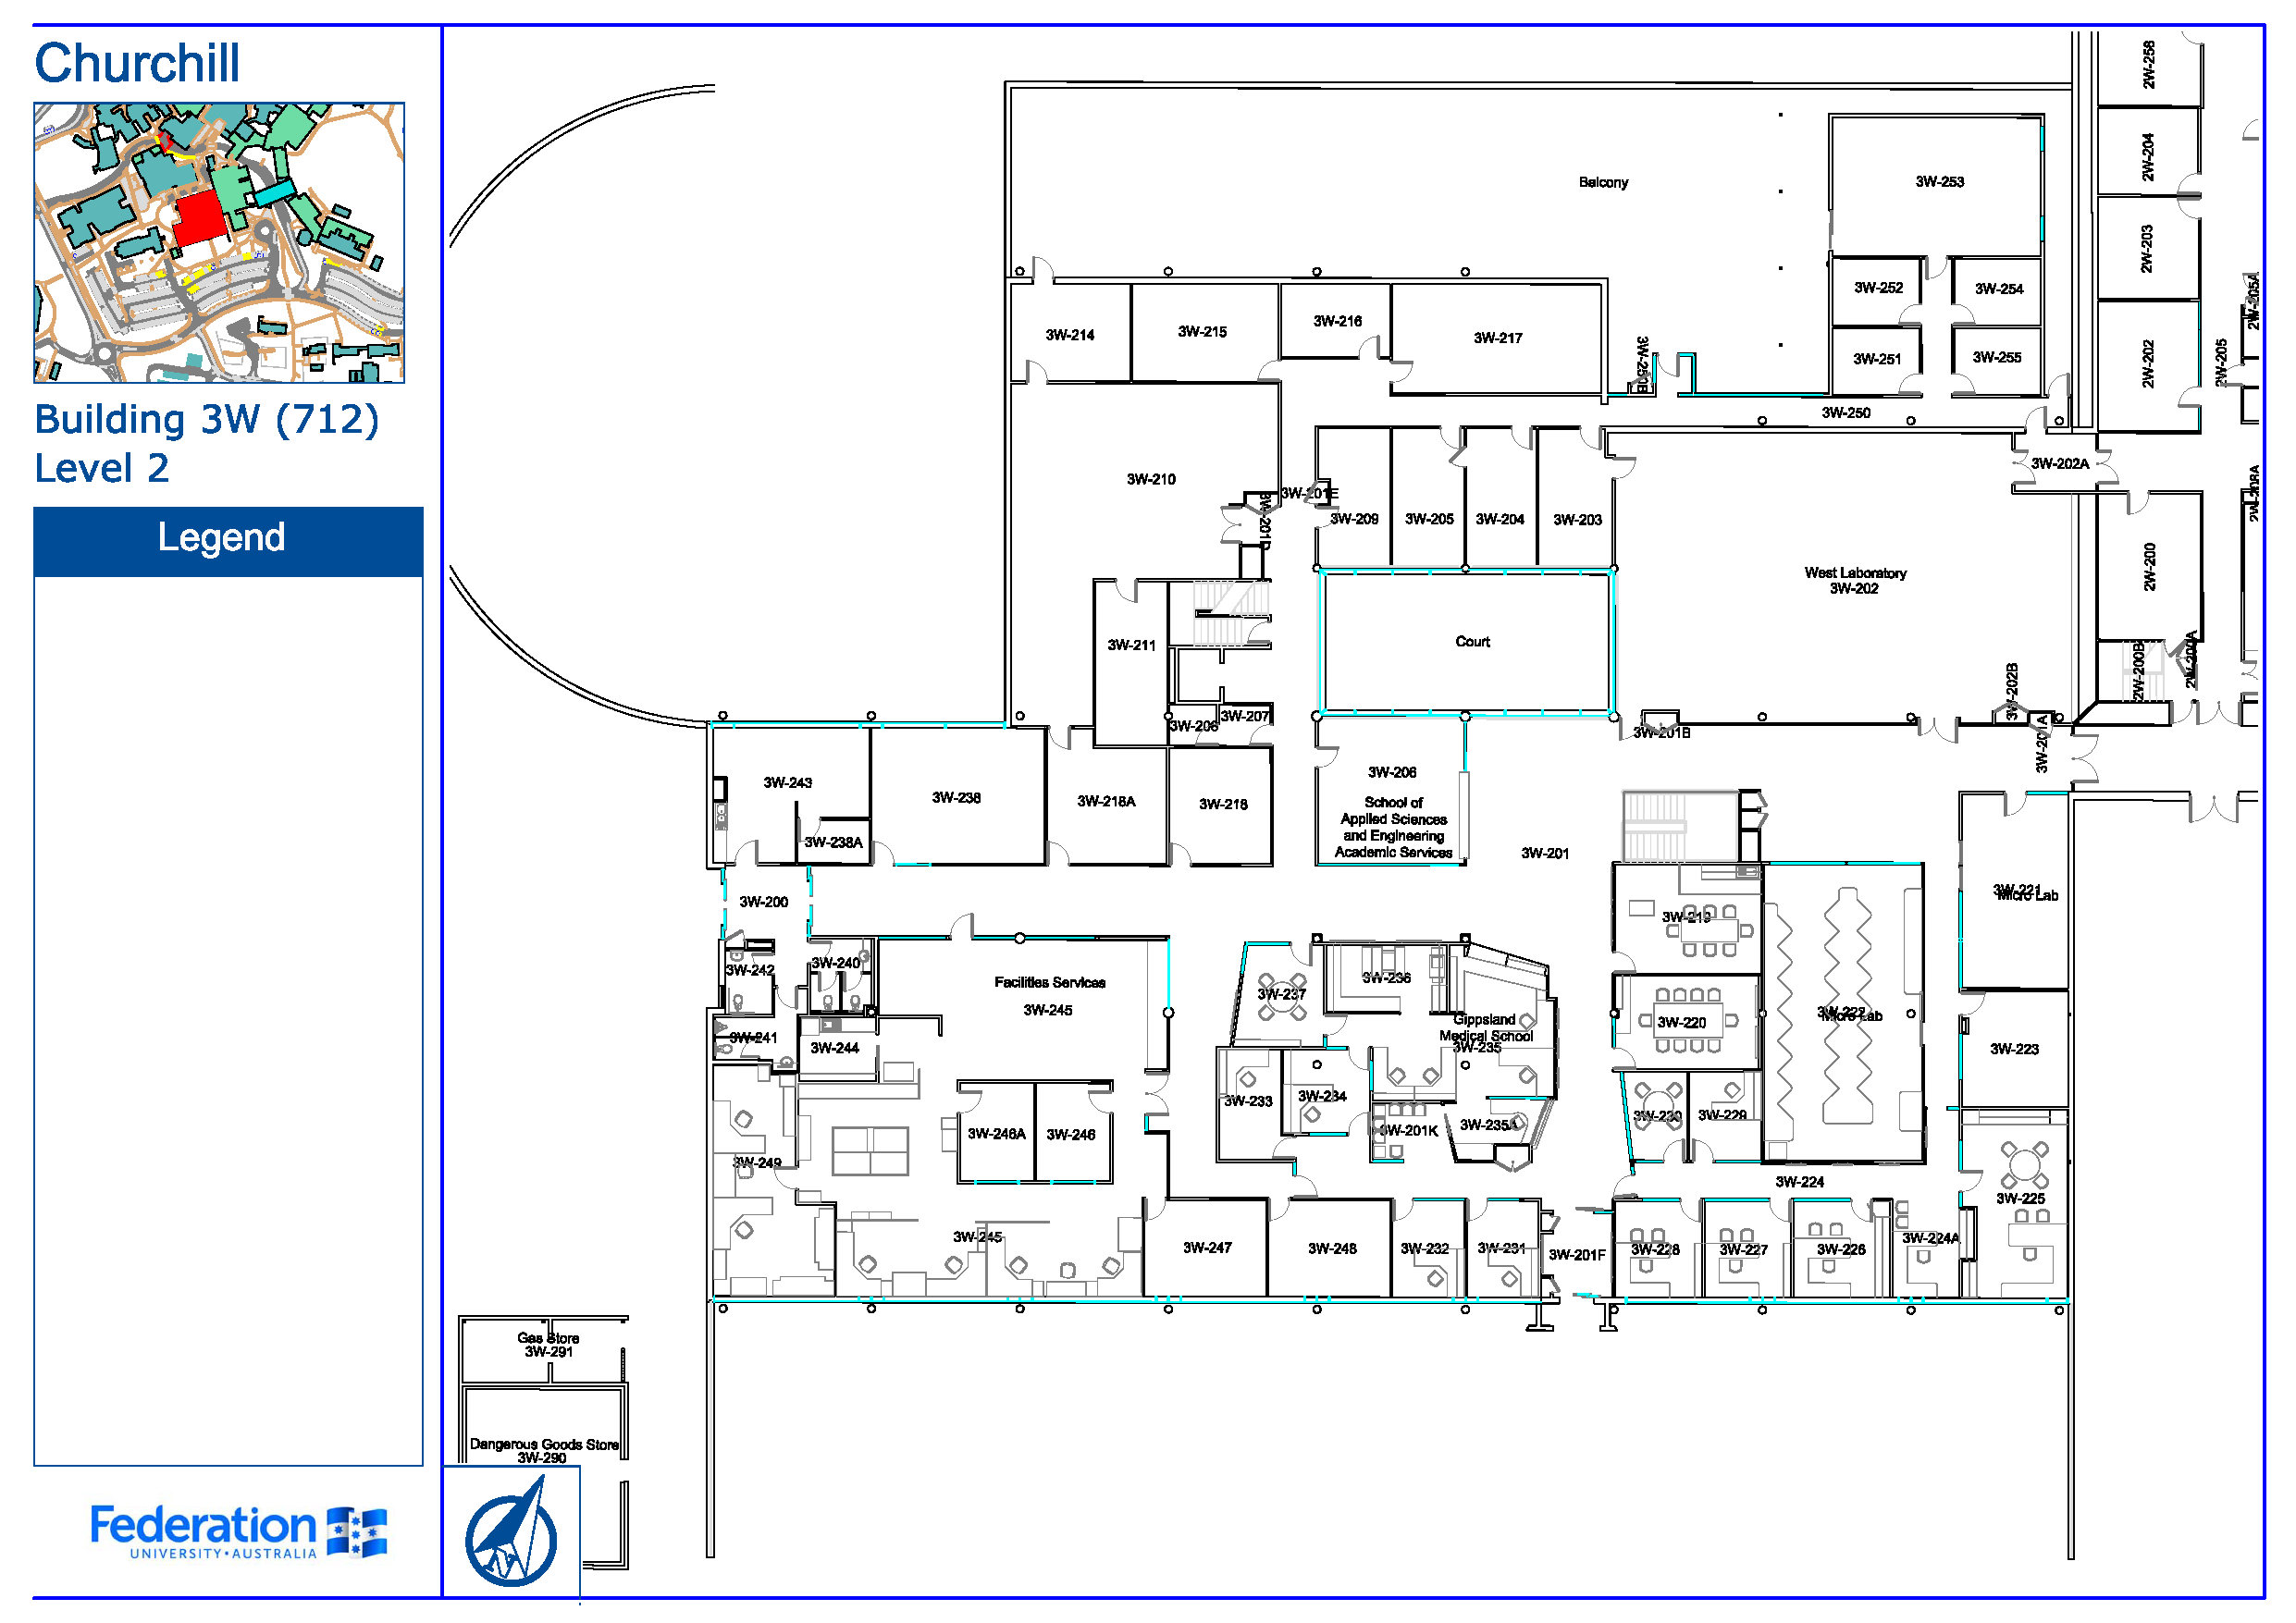 Churchill
Building 3W (712)
Level 2
Legend
Federation
UNIVERSITY • AUSTRALIA
N
Balcony
3W-253
3W-252
3W-254
3W-251
3W-255
3W-250
3W-250B
3W-214
3W-215
3W-216
3W-217
3W-210
3W-201E
3W-201D
3W-209
3W-205
3W-204
3W-203
3W-202A
West Laboratory
3W-202
Court
3W-211
3W-206
3W-207
3W-202B
3W-201A
3W-201B
2W-258
2W-204
2W-203
2W-202
2W-205A
2W-205
2W-208A
2W-200
2W-200B
2W-200A
3W-243
3W-238
3W-238A
3W-218A
3W-218
3W-206
School of
Applied Sciences
and Engineering
Academic Services
3W-201
3W-200
3W-242
3W-240
3W-241
3W-244
Facilities Services
3W-245
3W-237
3W-236
Gippsland
Medical School
3W-235
3W-233
3W-234
3W-201K
3W-235A
3W-246A
3W-246
3W-249
3W-245
3W-247
3W-248
3W-232
3W-231
3W-201F
3W-219
3W-220
3W-222
Micro Lab
3W-221
Micro Lab
3W-223
3W-230
3W-229
3W-224
3W-225
3W-228
3W-227
3W-226
3W-224A
Gas Store
3W-291
Dangerous Goods Store
3W-290